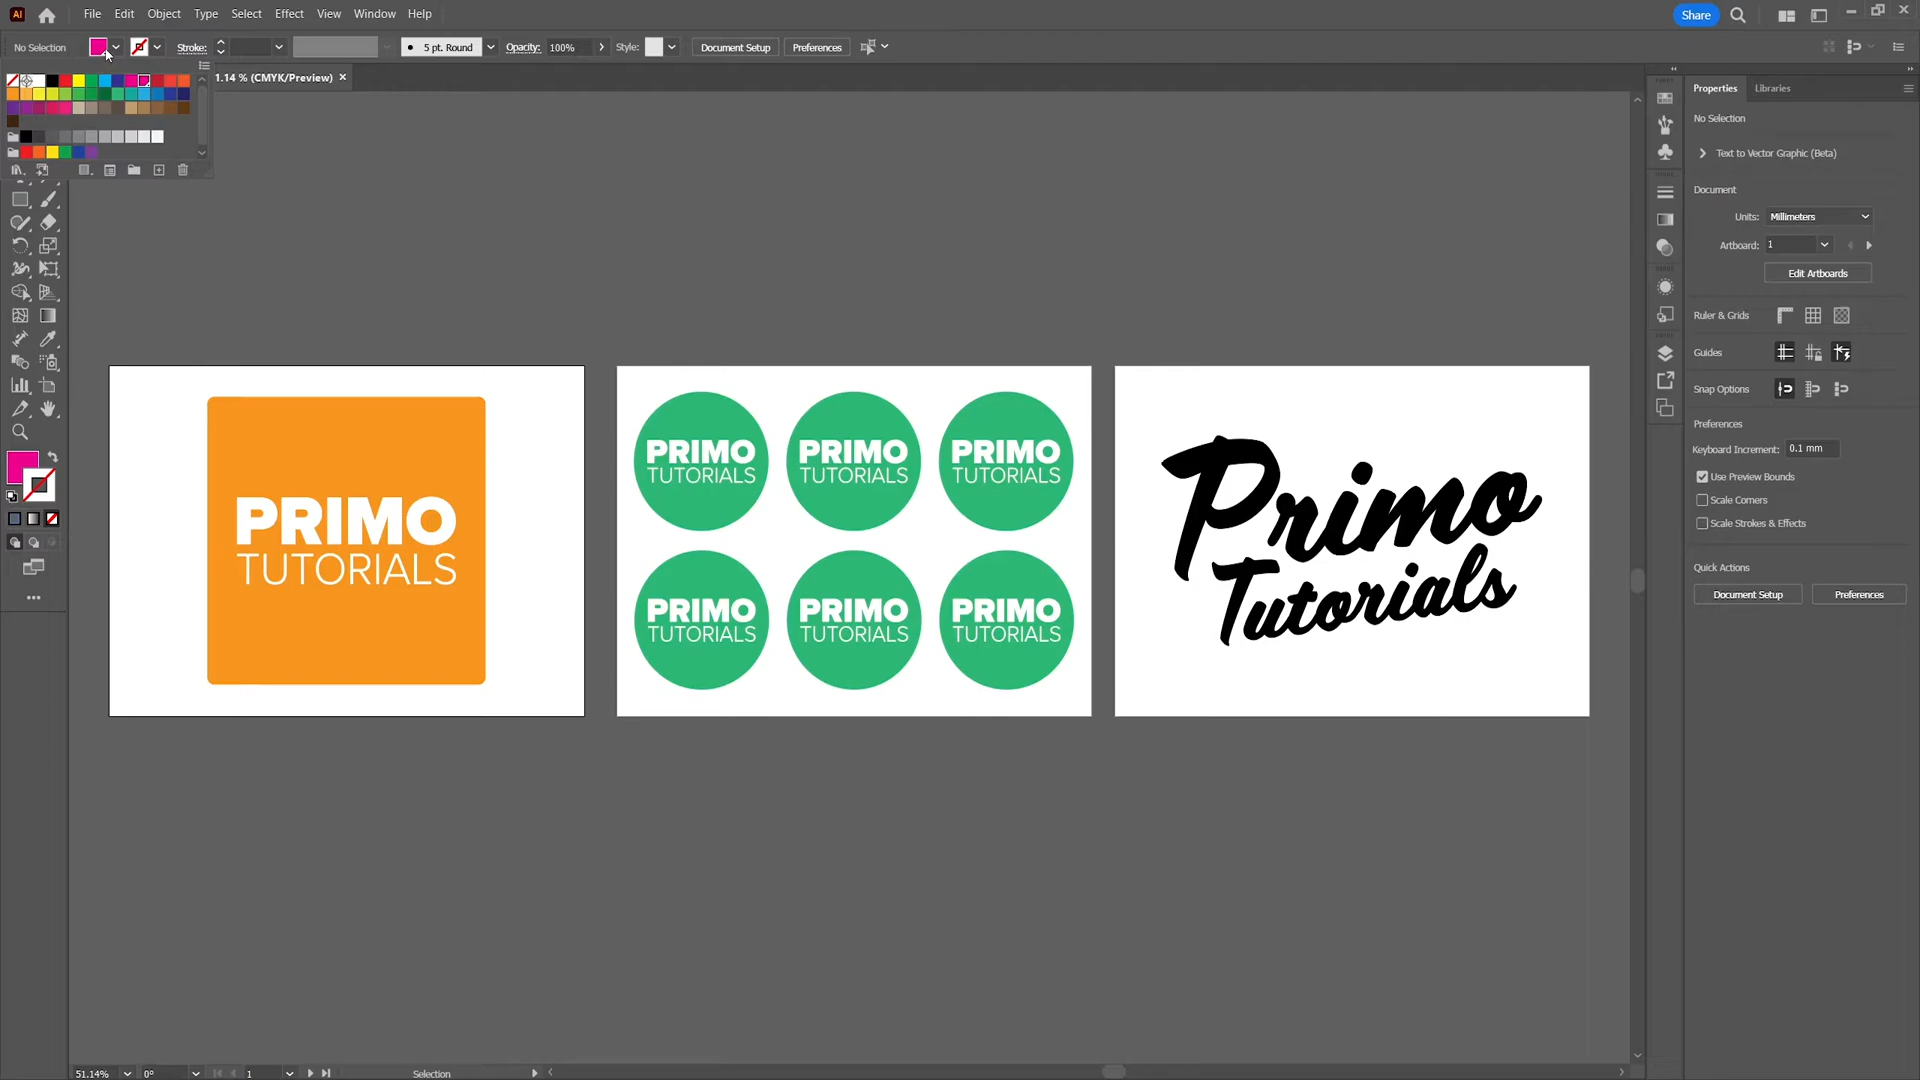 Ai
File Edit Object Type Select Effect View Window Help
Share
No Selection
Stroke:
5 pt. Round
Opacity: 100%
Style:
Document Setup
Preferences
1.14 % (CMYK/Preview)
Properties
Libraries
No Selection
Text to Vector Graphic (Beta)
Document
Units: Millimeters
Artboard: 1
Edit Artboards
Ruler & Grids
Guides
Snap Options
Preferences
Keyboard Increment: 0.1 mm
Use Preview Bounds
Scale Corners
Scale Strokes & Effects
Quick Actions
Document Setup
Preferences
PRIMO
TUTORIALS
PRIMO
TUTORIALS
PRIMO
TUTORIALS
PRIMO
TUTORIALS
PRIMO
TUTORIALS
PRIMO
TUTORIALS
PRIMO
TUTORIALS
Primo
Tutorials
51.14%
0°
1
Selection